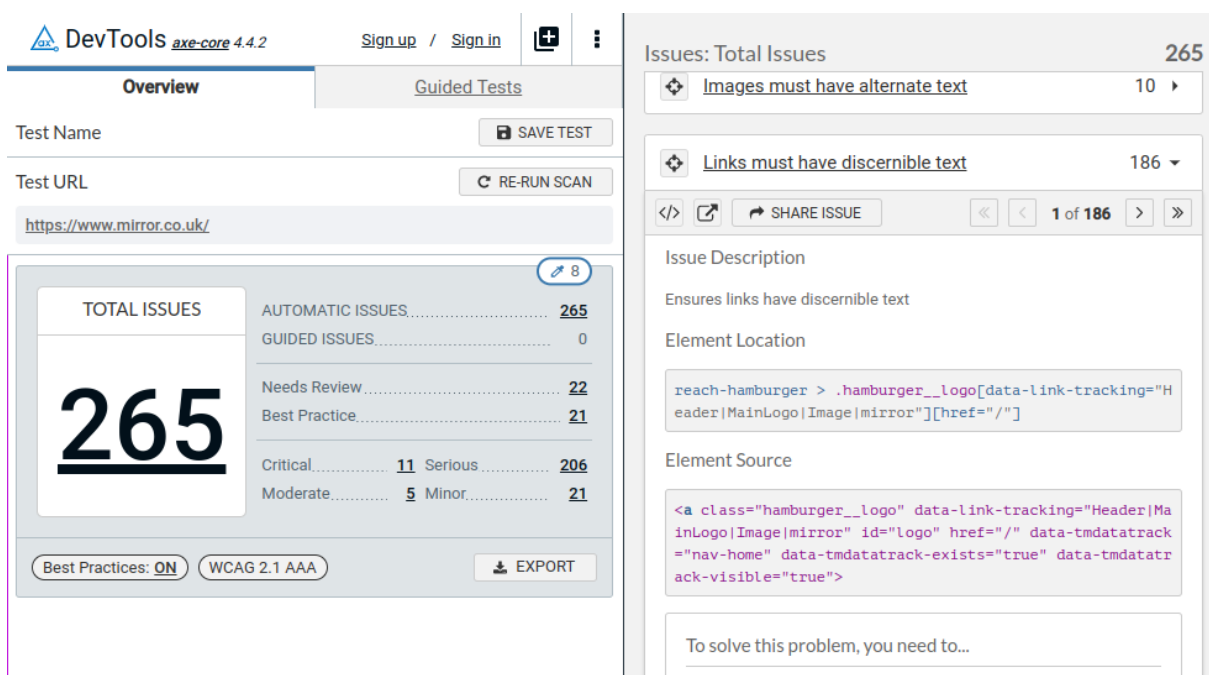 DevTools axe-core 4.4.2
Sign up / Sign in
Overview
Guided Tests
Test Name
SAVE TEST
Test URL
RE-RUN SCAN
https://www.mirror.co.uk/
8
TOTAL ISSUES
265
AUTOMATIC ISSUES 265
GUIDED ISSUES 0
Needs Review 22
Best Practice 21
Critical 11 Serious 206
Moderate 5 Minor 21
Best Practices: ON
WCAG 2.1 AAA
EXPORT
Issues: Total Issues 265
Images must have alternate text 10
Links must have discernible text 186
</> SHARE ISSUE 1 of 186
Issue Description
Ensures links have discernible text
Element Location
reach-hamburger > .hamburger__logo[data-link-tracking="H
eader|MainLogo|Image|mirror"][href="/"]
Element Source
<a class="hamburger__logo" data-link-tracking="Header|Ma
inLogo|Image|mirror" id="logo" href="/" data-tmdatatrack
="nav-home" data-tmdatatrack-exists="true" data-tmdatatr
ack-visible="true">
To solve this problem, you need to...